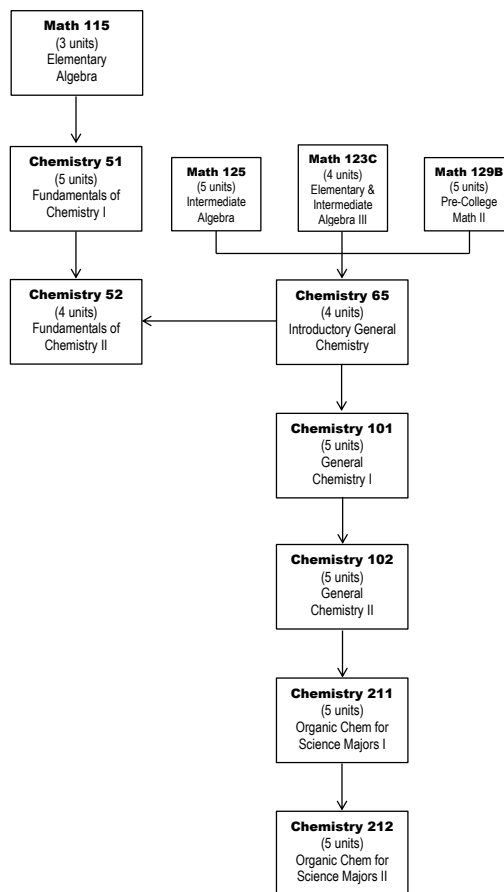 Math 115
(3 units)
Elementary
Algebra
Chemistry 51
(5 units)
Fundamentals of
Chemistry I
Math 125
(5 units)
Intermediate
Algebra
Math 123C
(4 units)
Elementary &
Intermediate
Algebra III
Math 129B
(5 units)
Pre-College
Math II
Chemistry 52
(4 units)
Fundamentals of
Chemistry II
Chemistry 65
(4 units)
Introductory General
Chemistry
Chemistry 101
(5 units)
General
Chemistry I
Chemistry 102
(5 units)
General
Chemistry II
Chemistry 211
(5 units)
Organic Chem for
Science Majors I
Chemistry 212
(5 units)
Organic Chem for
Science Majors II